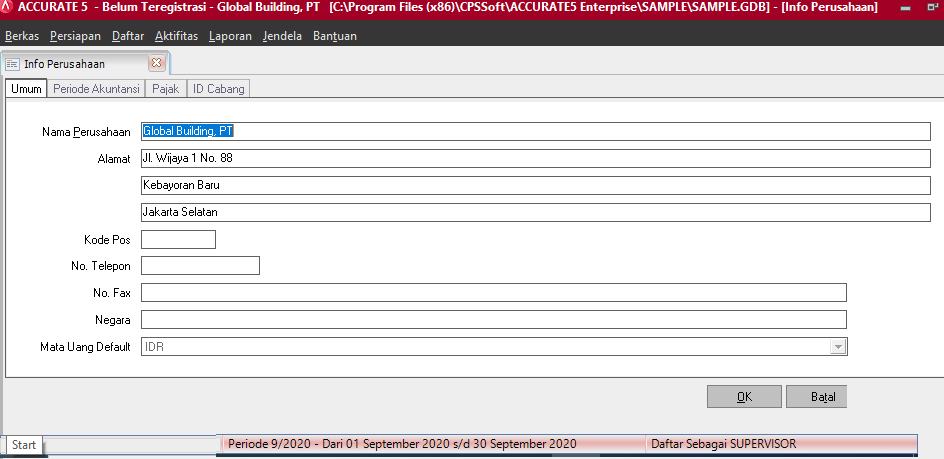 ACCURATE 5 - Belum Teregistrasi - Global Building, PT [C:\Program Files (x86)\CPSSoft\ACCURATE5 Enterprise\SAMPLE\SAMPLE.GDB] - [Info Perusahaan]
Berkas Persiapan Daftar Aktifitas Laporan Jendela Bantuan
Info Perusahaan
Umum Periode Akuntansi Pajak ID Cabang
Nama Perusahaan Global Building, PT
Alamat Jl. Wijaya 1 No. 88
Kebayoran Baru
Jakarta Selatan
Kode Pos
No. Telepon
No. Fax
Negara
Mata Uang Default IDR
OK Batal
Start Periode 9/2020 - Dari 01 September 2020 s/d 30 September 2020 Daftar Sebagai SUPERVISOR